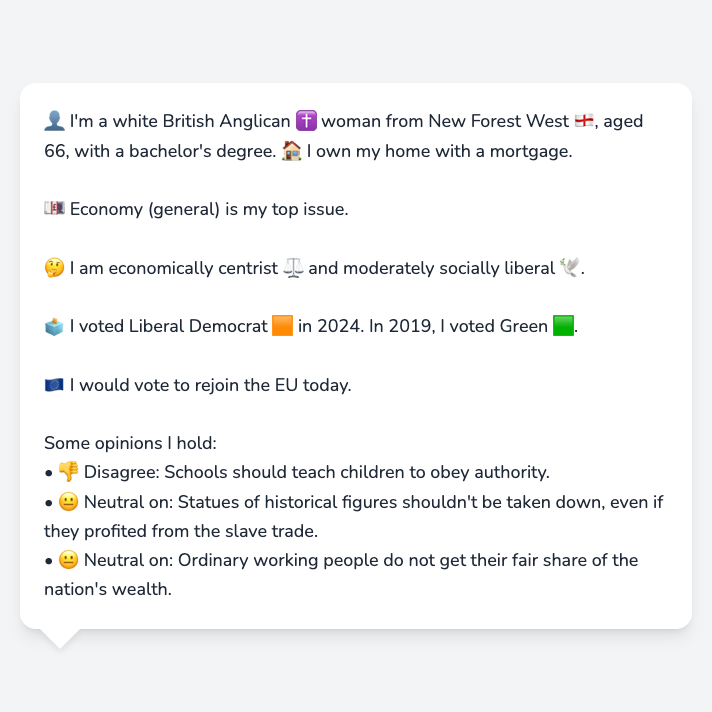 👤 I'm a white British Anglican ✝️ woman from New Forest West 🏴󠁧󠁢󠁥󠁮󠁧󠁿, aged
66, with a bachelor's degree. 🏠 I own my home with a mortgage.
💷 Economy (general) is my top issue.
🤔 I am economically centrist ⚖️ and moderately socially liberal 🕊️.
🗳️ I voted Liberal Democrat 🟧 in 2024. In 2019, I voted Green 🟩.
🇪🇺 I would vote to rejoin the EU today.
Some opinions I hold:
• 👎 Disagree: Schools should teach children to obey authority.
• 😐 Neutral on: Statues of historical figures shouldn't be taken down, even if
they profited from the slave trade.
• 😐 Neutral on: Ordinary working people do not get their fair share of the
nation's wealth.